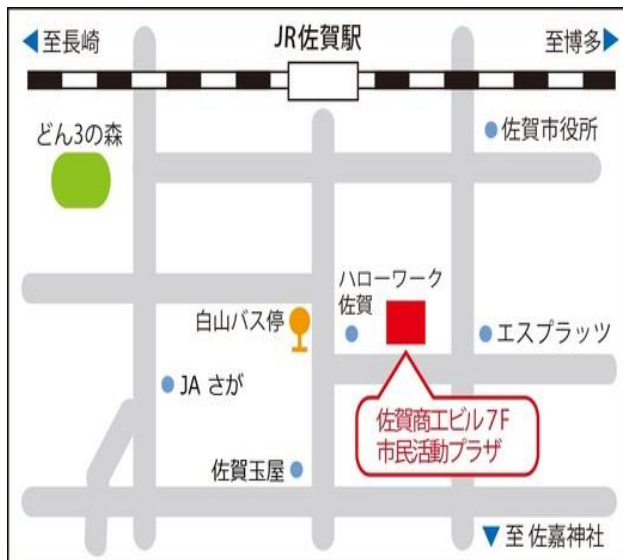 至長崎
JR佐賀駅
至博多
どん3の森
佐賀市役所
ハローワーク
佐賀
白山バス停
エスプラッツ
JA さが
佐賀商工ビル7F
市民活動プラザ
佐賀玉屋
至 佐嘉神社